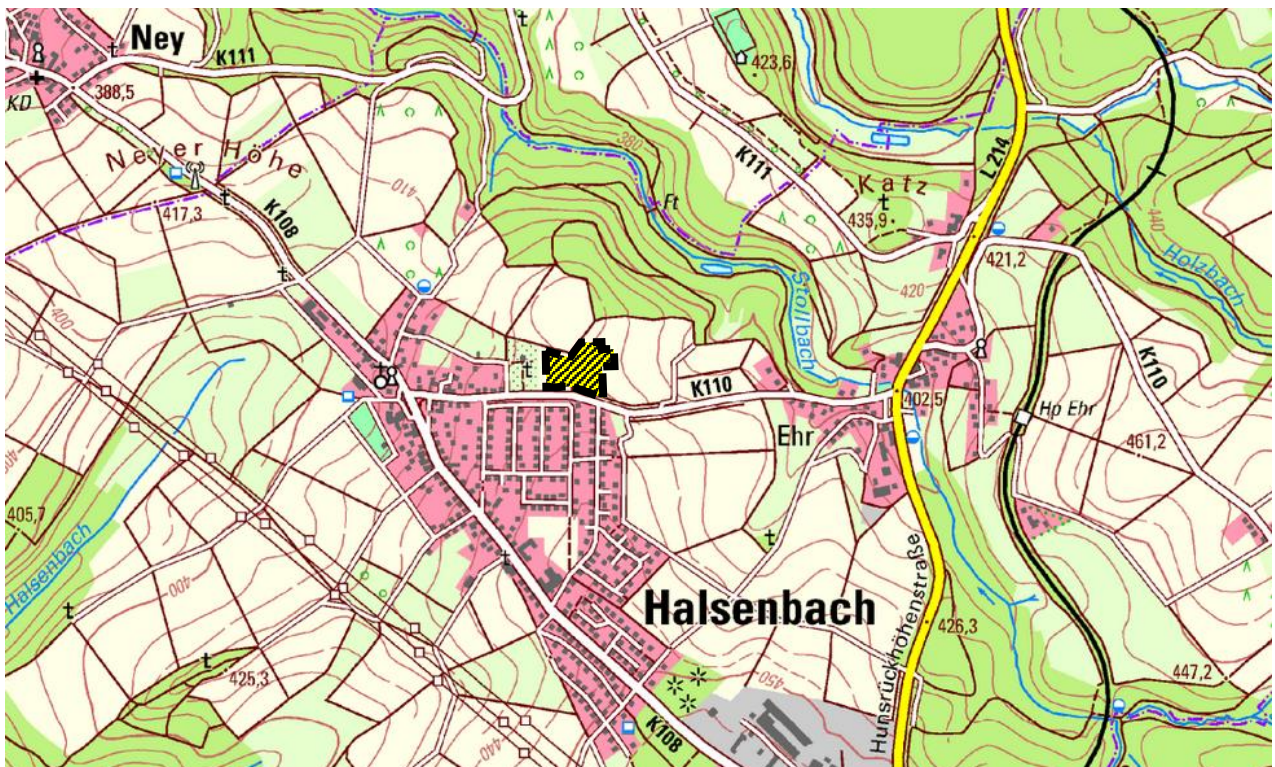 Ney
K111
423,6
KD
388,5
Neyer Höhe
380
K111
L 214
410
Katz
440
417,3
K108
Ft
435,9
421,2
Holzbach
400
420
Stollbach
K110
K110
402,5
Hp Ehr
Ehr
461,2
405,7
Halsenbach
400
Halsenbach
Hunsrückhöhenstraße
426,3
425,3
450
447,2
440
K108